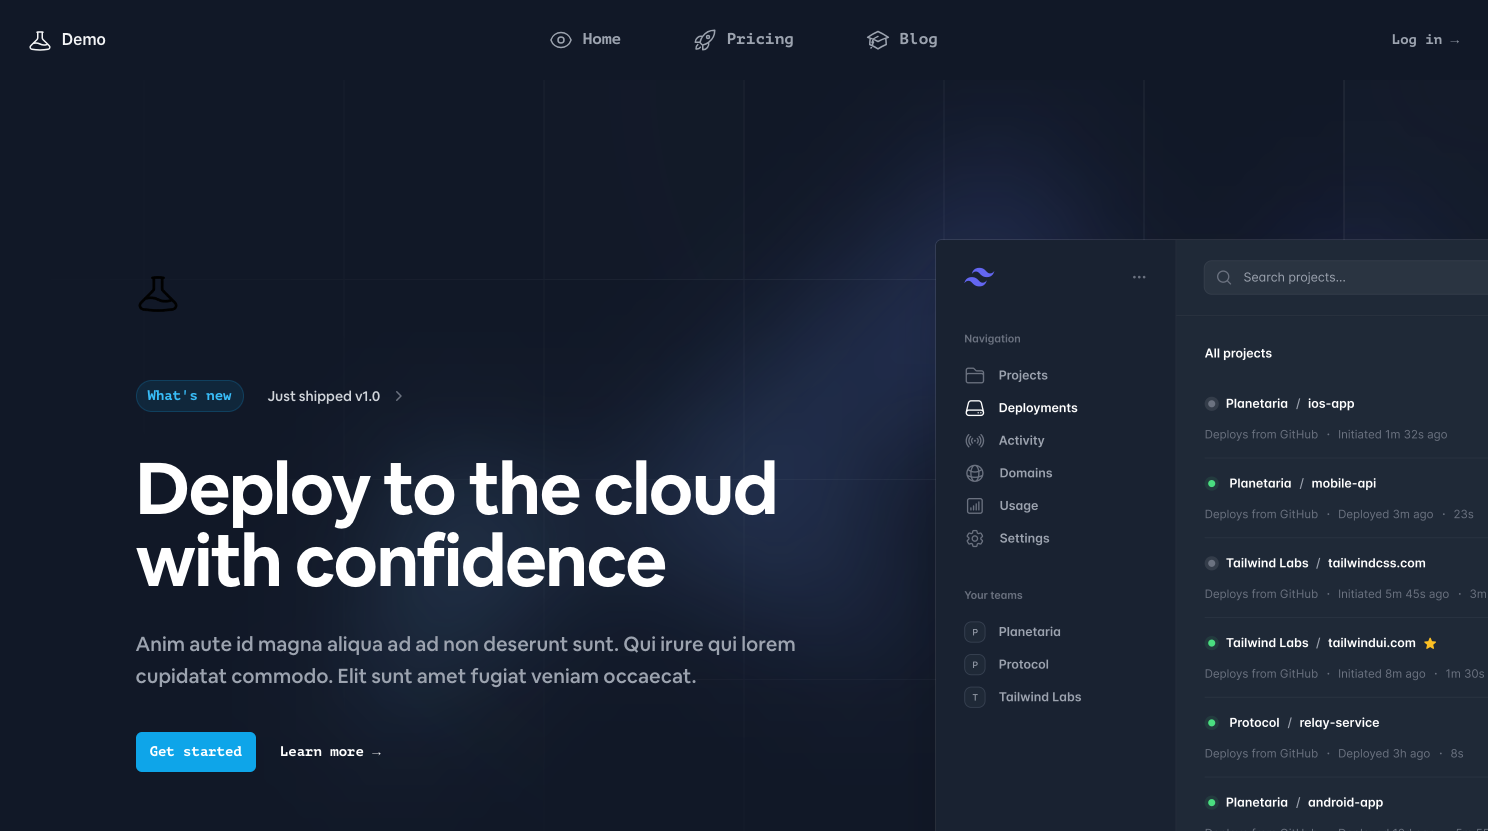 Demo
Home
Pricing
Blog
Log in →
What's new
Just shipped v1.0
Deploy to the cloud
with confidence
Anim aute id magna aliqua ad ad non deserunt sunt. Qui irure qui lorem
cupidatat commodo. Elit sunt amet fugiat veniam occaecat.
Get started
Learn more →
Navigation
Projects
Deployments
Activity
Domains
Usage
Settings
Your teams
P Planetaria
P Protocol
T Tailwind Labs
Search projects...
All projects
Planetaria / ios-app
Deploys from GitHub · Initiated 1m 32s ago
Planetaria / mobile-api
Deploys from GitHub · Deployed 3m ago · 23s
Tailwind Labs / tailwindcss.com
Deploys from GitHub · Initiated 5m 45s ago · 3m
Tailwind Labs / tailwindui.com
Deploys from GitHub · Initiated 8m ago · 1m 30s
Protocol / relay-service
Deploys from GitHub · Deployed 3h ago · 8s
Planetaria / android-app